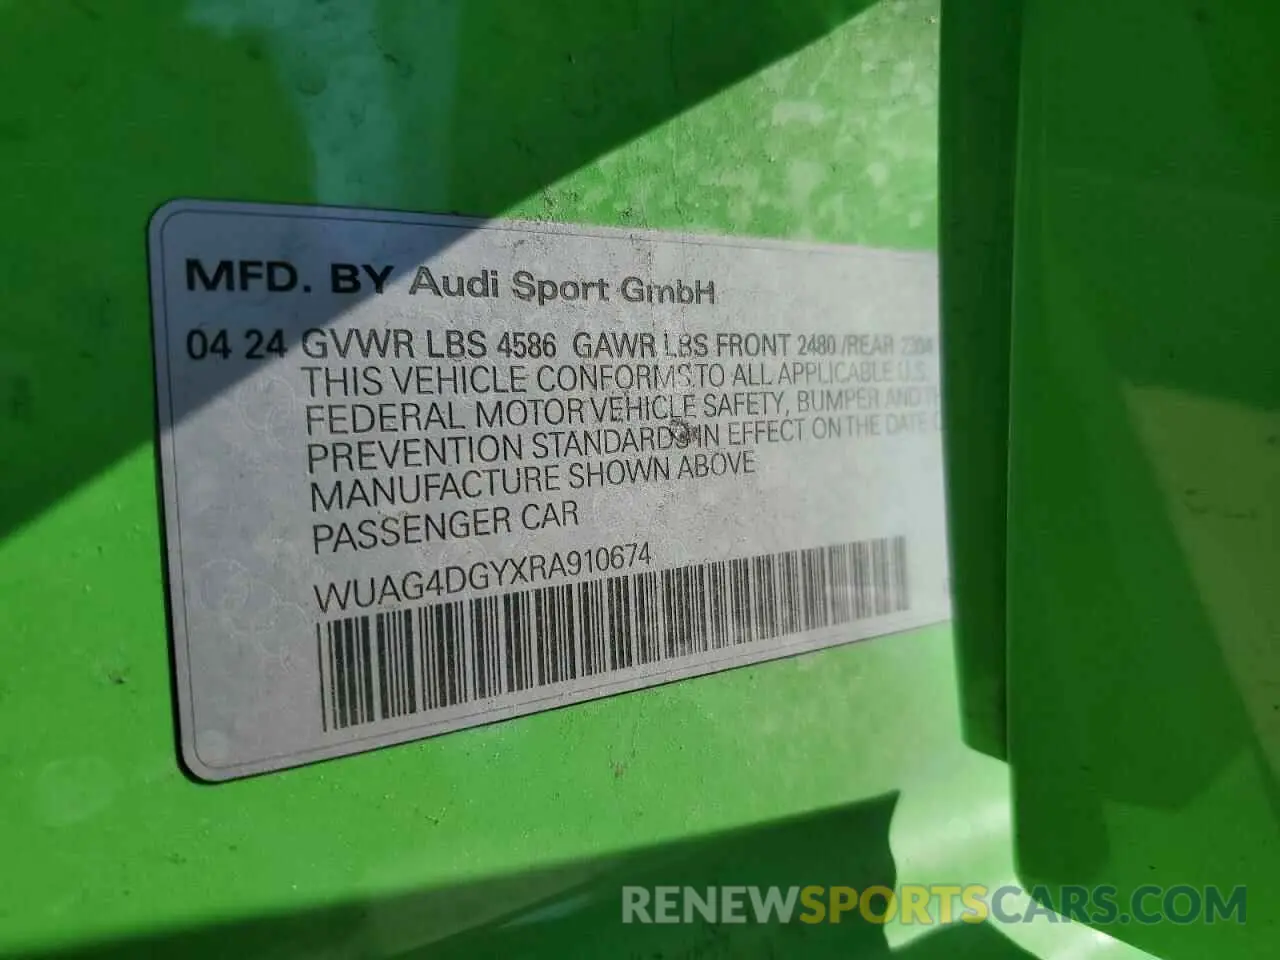 MFD. BY Audi Sport GmbH
04 24 GVWR LBS 4586 GAWR LBS FRONT 2480 /REAR 2304
THIS VEHICLE CONFORMS TO ALL APPLICABLE U.S.
FEDERAL MOTOR VEHICLE SAFETY, BUMPER AND
PREVENTION STANDARDS IN EFFECT ON THE DATE
MANUFACTURE SHOWN ABOVE
PASSENGER CAR
WUAG4DGYXRA910674
RENEWSPORTSCARS.COM